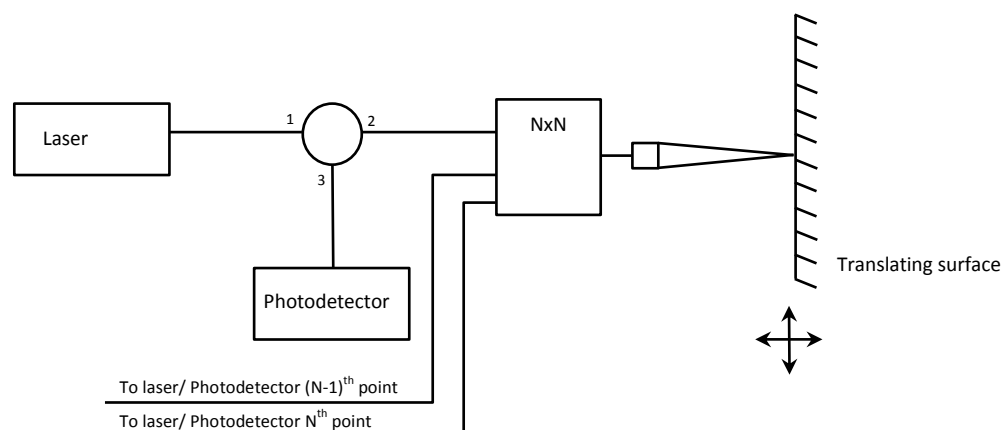 Laser
1
2
3
NxN
Photodetector
Translating surface
To laser/ Photodetector (N-1)th point
To laser/ Photodetector Nth point